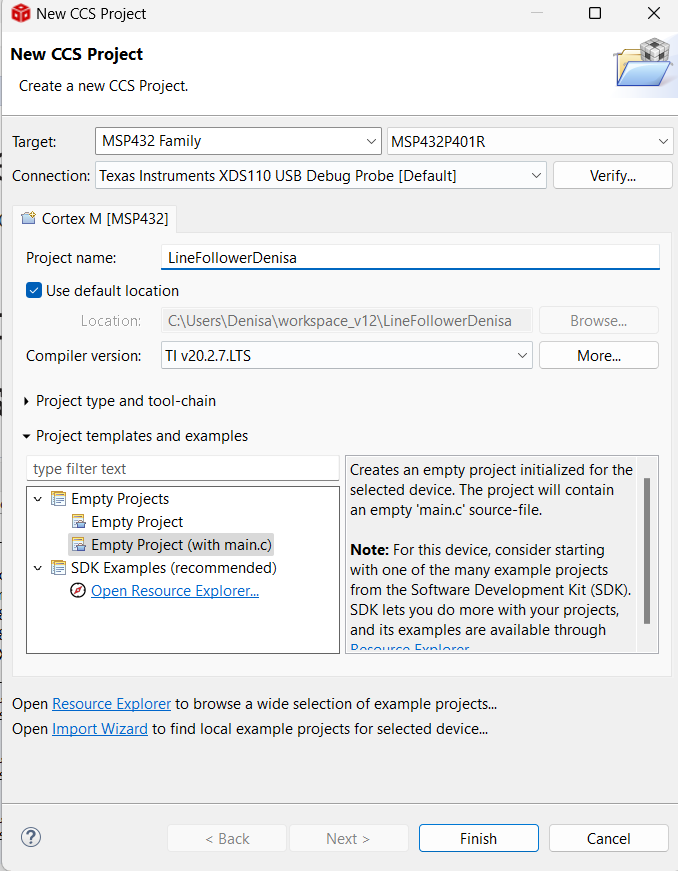 New CCS Project
New CCS Project
Create a new CCS Project.
Target: MSP432 Family MSP432P401R
Connection: Texas Instruments XDS110 USB Debug Probe [Default] Verify...
Cortex M [MSP432]
Project name: LineFollowerDenisa
Use default location
Location: C:\Users\Denisa\workspace_v12\LineFollowerDenisa Browse...
Compiler version: TI v20.2.7.LTS More...
Project type and tool-chain
Project templates and examples
type filter text
Empty Projects
Empty Project
Empty Project (with main.c)
SDK Examples (recommended)
Open Resource Explorer...
Creates an empty project initialized for the
selected device. The project will contain
an empty 'main.c' source-file.
Note: For this device, consider starting
with one of the many example projects
from the Software Development Kit (SDK).
SDK lets you do more with your projects,
and its examples are available through
Resource Explorer
Open Resource Explorer to browse a wide selection of example projects...
Open Import Wizard to find local example projects for selected device...
? < Back Next > Finish Cancel